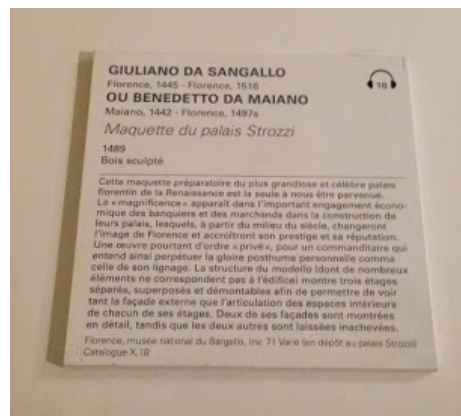 GIULIANO DA SANGALLO
Florence, 1445 - Florence, 1516
18
OU BENEDETTO DA MAIANO
Maiano, 1442 - Florence, 1497s
Maquette du palais Strozzi
1489
Bois sculpté
Cette maquette préparatoire du plus grandiose et célèbre palais
florentin de la Renaissance est la seule à nous être parvenue.
La « magnificence » apparaît dans l'important engagement écono-
mique des banquiers et des marchands dans la construction de
leurs palais, lesquels, à partir du milieu du siècle, changeront
l'image de Florence et accroîtront son prestige et sa réputation.
Une œuvre pourtant d'ordre « privé », pour un commanditaire qui
entend ainsi perpétuer la gloire posthume personnelle comme
celle de son lignage. La structure du modello (dont de nombreux
éléments ne correspondent pas à l'édifice) montre trois étages
séparés, superposés et démontables afin de permettre de voir
tant la façade externe que l'articulation des espaces intérieurs
de chacun de ses étages. Deux de ses façades sont montrées
en détail, tandis que les deux autres sont laissées inachevées.
Florence, musée national du Bargello, inv. 71 Varie (en dépôt au palais Strozzi)
Catalogue X.18